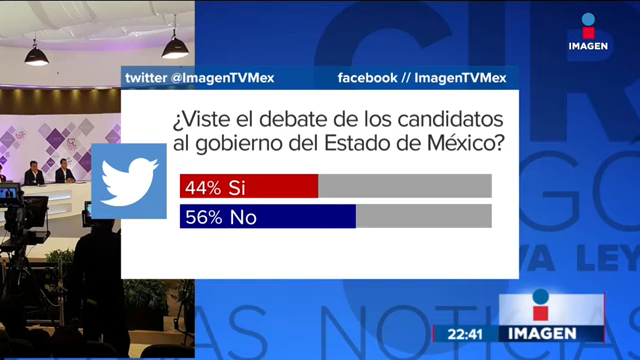 IMAGEN
twitter @ImagenTVMex
facebook // ImagenTVMex
¿Viste el debate de los candidatos
al gobierno del Estado de México?
44% Si
56% No
22:41
IMAGEN